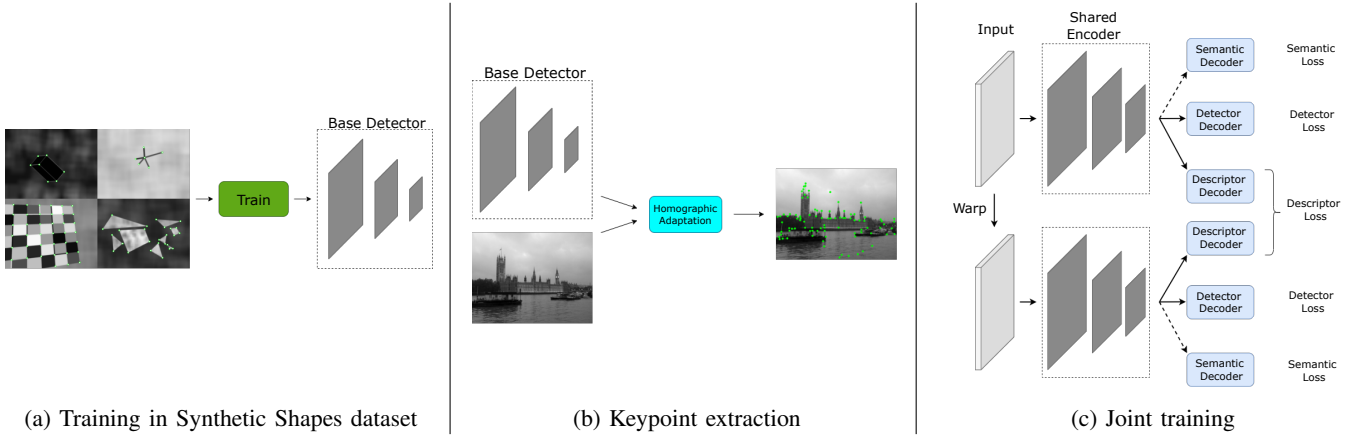 Base Detector
Train
(a) Training in Synthetic Shapes dataset
Base Detector
Homographic
Adaptation
(b) Keypoint extraction
Input
Shared
Encoder
Semantic
Decoder
Semantic
Loss
Detector
Decoder
Detector
Loss
Descriptor
Decoder
Warp
Descriptor
Loss
Descriptor
Decoder
Detector
Decoder
Detector
Loss
Semantic
Decoder
Semantic
Loss
(c) Joint training